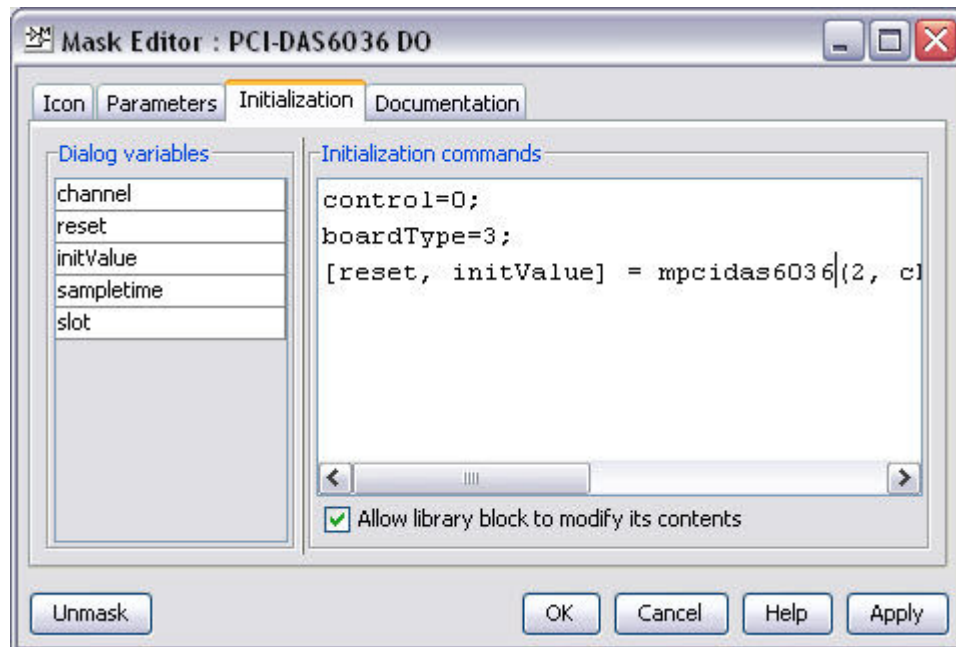 Mask Editor : PCI-DAS6036 DO
Icon Parameters Initialization Documentation
Dialog variables
channel
reset
initValue
sampletime
slot
Initialization commands
control=0;
boardType=3;
[reset, initValue] = mpcidas6036(2, cl
Allow library block to modify its contents
Unmask OK Cancel Help Apply